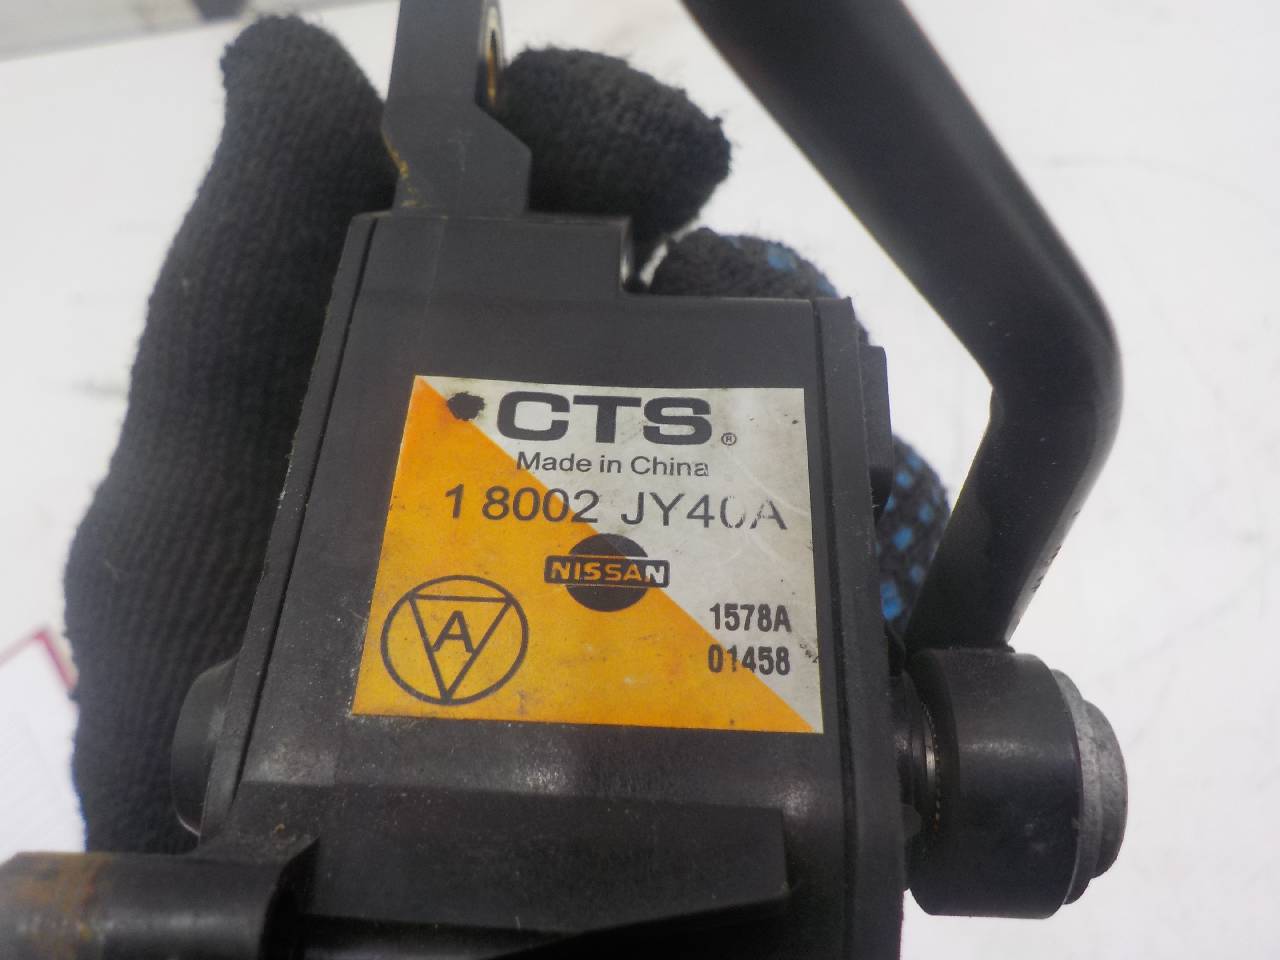 CTS®
Made in China
18002 JY40A
NISSAN
1578A
01458
A